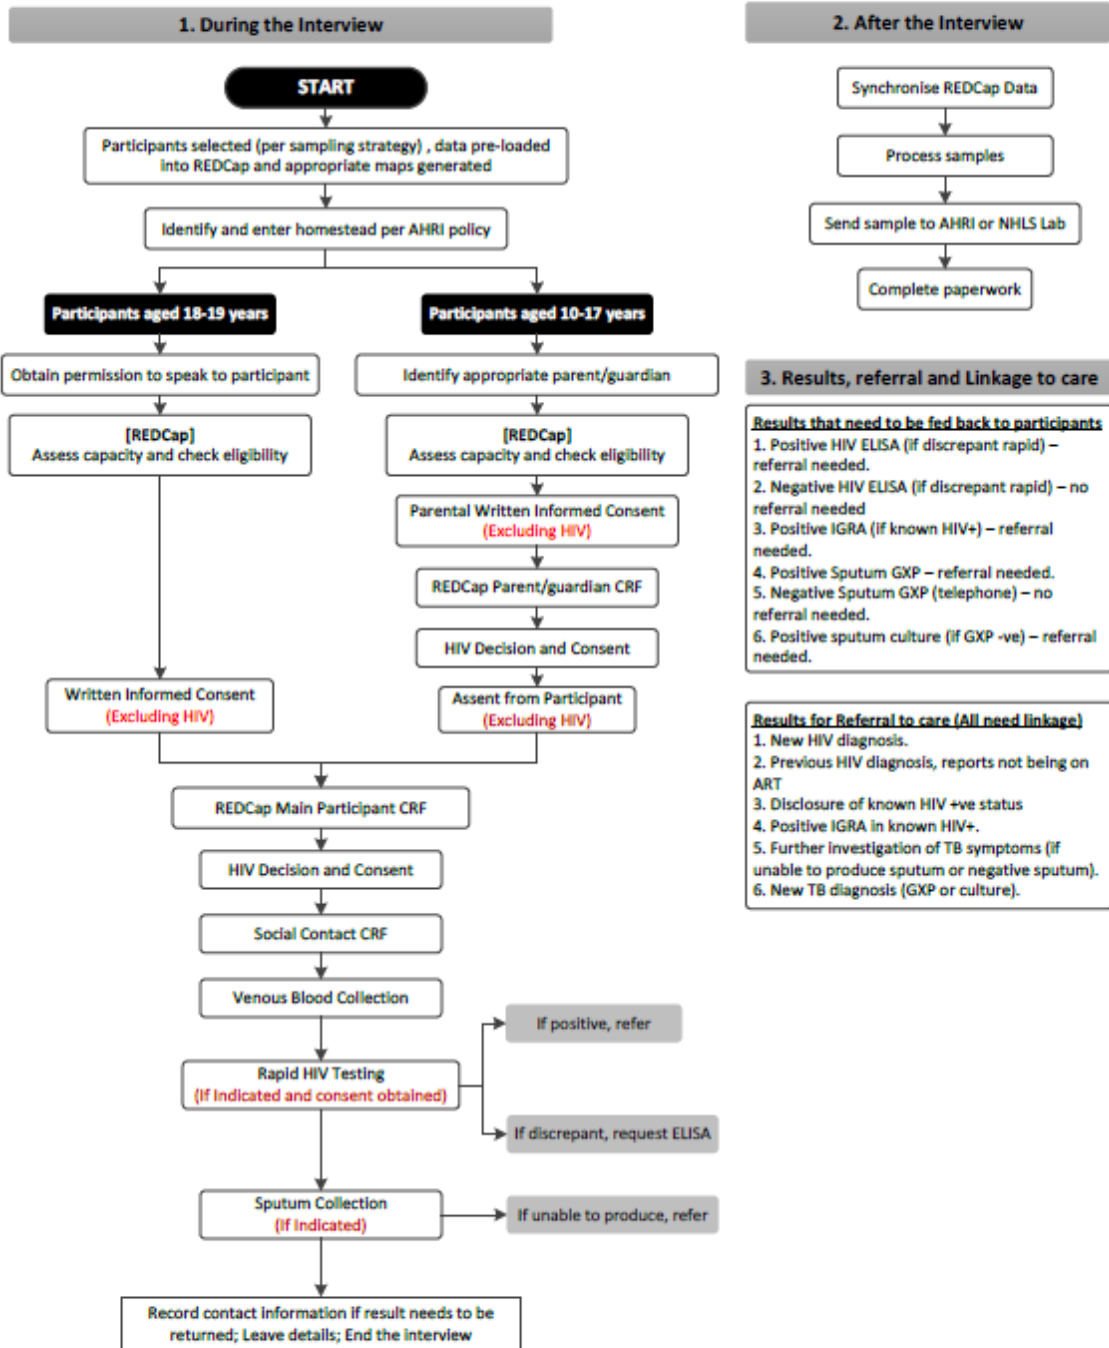 1. During the Interview
START
Participants selected (per sampling strategy) , data pre-loaded
into REDCap and appropriate maps generated
Identify and enter homestead per AHRI policy
Participants aged 18-19 years
Participants aged 10-17 years
Obtain permission to speak to participant
Identify appropriate parent/guardian
[REDCap]
Assess capacity and check eligibility
[REDCap]
Assess capacity and check eligibility
Parental Written Informed Consent
(Excluding HIV)
REDCap Parent/guardian CRF
HIV Decision and Consent
Written Informed Consent
(Excluding HIV)
Assent from Participant
(Excluding HIV)
REDCap Main Participant CRF
HIV Decision and Consent
Social Contact CRF
Venous Blood Collection
If positive, refer
Rapid HIV Testing
(If Indicated and consent obtained)
If discrepant, request ELISA
Sputum Collection
(If Indicated)
If unable to produce, refer
Record contact information if result needs to be
returned; Leave details; End the interview
2. After the Interview
Synchronise REDCap Data
Process samples
Send sample to AHRI or NHLS Lab
Complete paperwork
3. Results, referral and Linkage to care
Results that need to be fed back to participants
1. Positive HIV ELISA (if discrepant rapid) –
referral needed.
2. Negative HIV ELISA (if discrepant rapid) – no
referral needed
3. Positive IGRA (if known HIV+) – referral
needed.
4. Positive Sputum GXP – referral needed.
5. Negative Sputum GXP (telephone) – no
referral needed.
6. Positive sputum culture (if GXP -ve) – referral
needed.
Results for Referral to care (All need linkage)
1. New HIV diagnosis.
2. Previous HIV diagnosis, reports not being on
ART
3. Disclosure of known HIV +ve status
4. Positive IGRA in known HIV+.
5. Further investigation of TB symptoms (if
unable to produce sputum or negative sputum).
6. New TB diagnosis (GXP or culture).